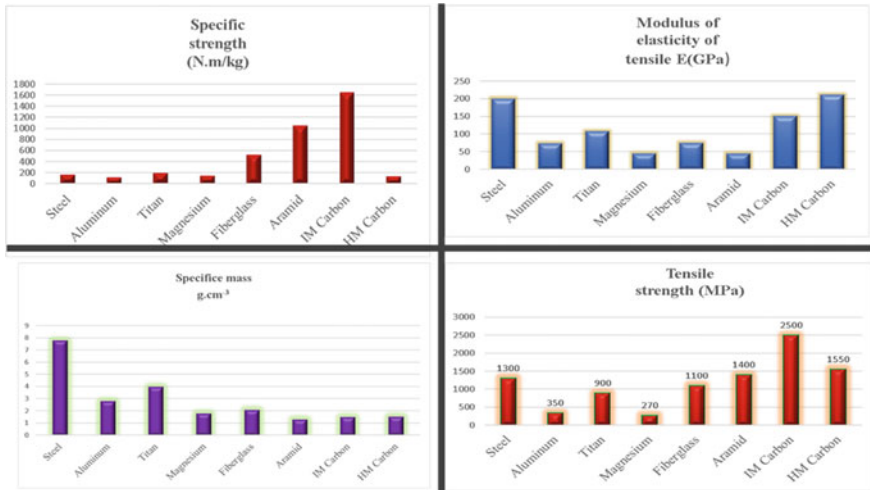 Specific
strength
(N.m/kg)
1800
1600
1400
1200
1000
800
600
400
200
0
Steel
Aluminum
Titan
Magnesium
Fiberglass
Aramid
IM Carbon
HM Carbon
Modulus of
elasticity of
tensile E(GPa)
250
200
150
100
50
0
Steel
Aluminum
Titan
Magnesium
Fiberglass
Aramid
IM Carbon
HM Carbon
Specifice mass
g.cm⁻³
9
8
7
6
5
4
3
2
1
0
Steel
Aluminum
Titan
Magnesium
Fiberglass
Aramid
IM Carbon
HM Carbon
Tensile
strength (MPa)
3000
2500
2000
1500
1000
500
0
1300
350
900
270
1100
1400
2500
1550
Steel
Aluminum
Titan
Magnesium
Fiberglass
Aramid
IM Carbon
HM Carbon